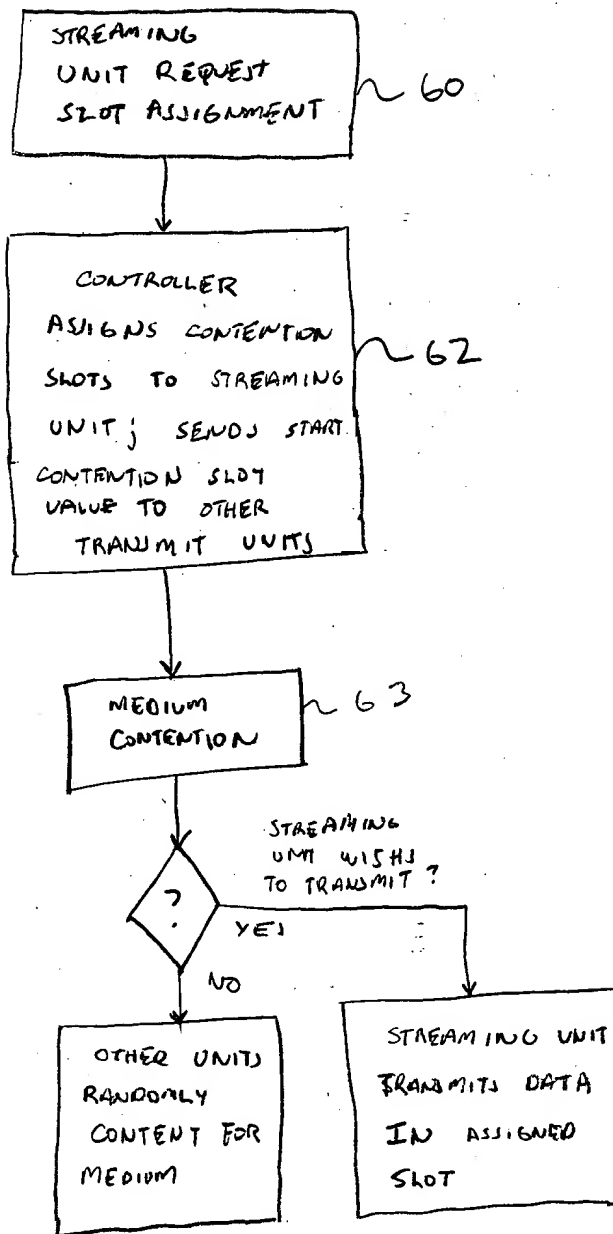 STREAMING
UNIT REQUEST
SLOT ASSIGNMENT
60
CONTROLLER
ASSIGNS CONTENTION
SLOTS TO STREAMING
UNIT; SENDS START
CONTENTION SLOT
VALUE TO OTHER
TRANSMIT UNITS
62
MEDIUM
CONTENTION
63
STREAMING
UNIT WISHS
TO TRANSMIT?
?
YES
NO
OTHER UNITS
RANDOMLY
CONTENT FOR
MEDIUM
STREAMING UNIT
TRANSMITS DATA
IN ASSIGNED
SLOT